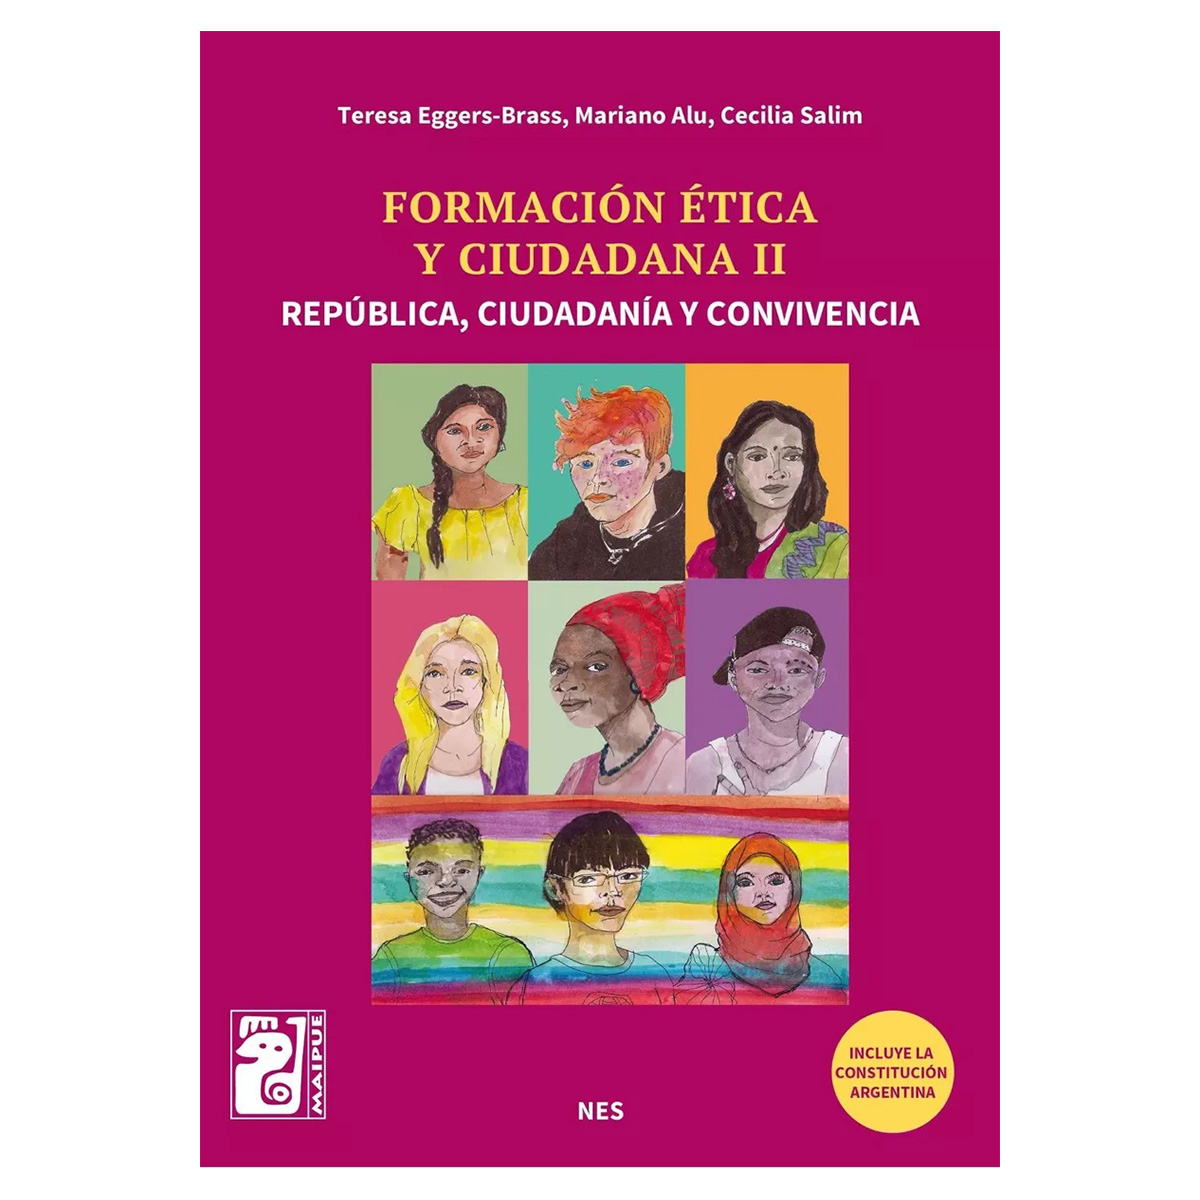 Teresa Eggers-Brass, Mariano Alu, Cecilia Salim
FORMACIÓN ÉTICA
Y CIUDADANA II
REPÚBLICA, CIUDADANÍA Y CONVIVENCIA
MAIPUE
INCLUYE LA
CONSTITUCIÓN
ARGENTINA
NES